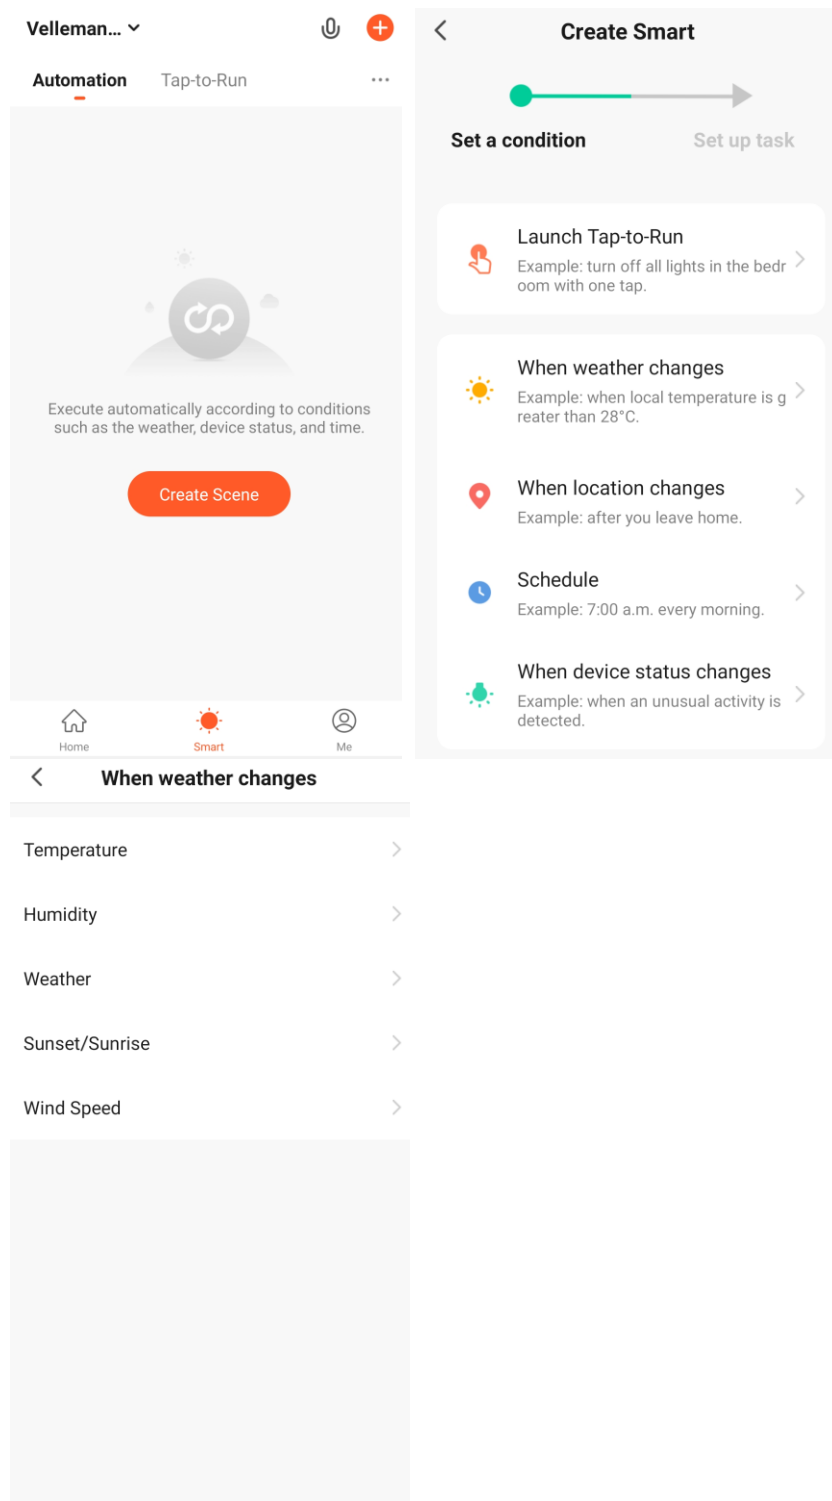 Velleman...
Automation Tap-to-Run ...
Execute automatically according to conditions
such as the weather, device status, and time.
Create Scene
Home Smart Me
Create Smart
Set a condition Set up task
Launch Tap-to-Run
Example: turn off all lights in the bedr
oom with one tap.
When weather changes
Example: when local temperature is g
reater than 28°C.
When location changes
Example: after you leave home.
Schedule
Example: 7:00 a.m. every morning.
When device status changes
Example: when an unusual activity is
detected.
When weather changes
Temperature
Humidity
Weather
Sunset/Sunrise
Wind Speed